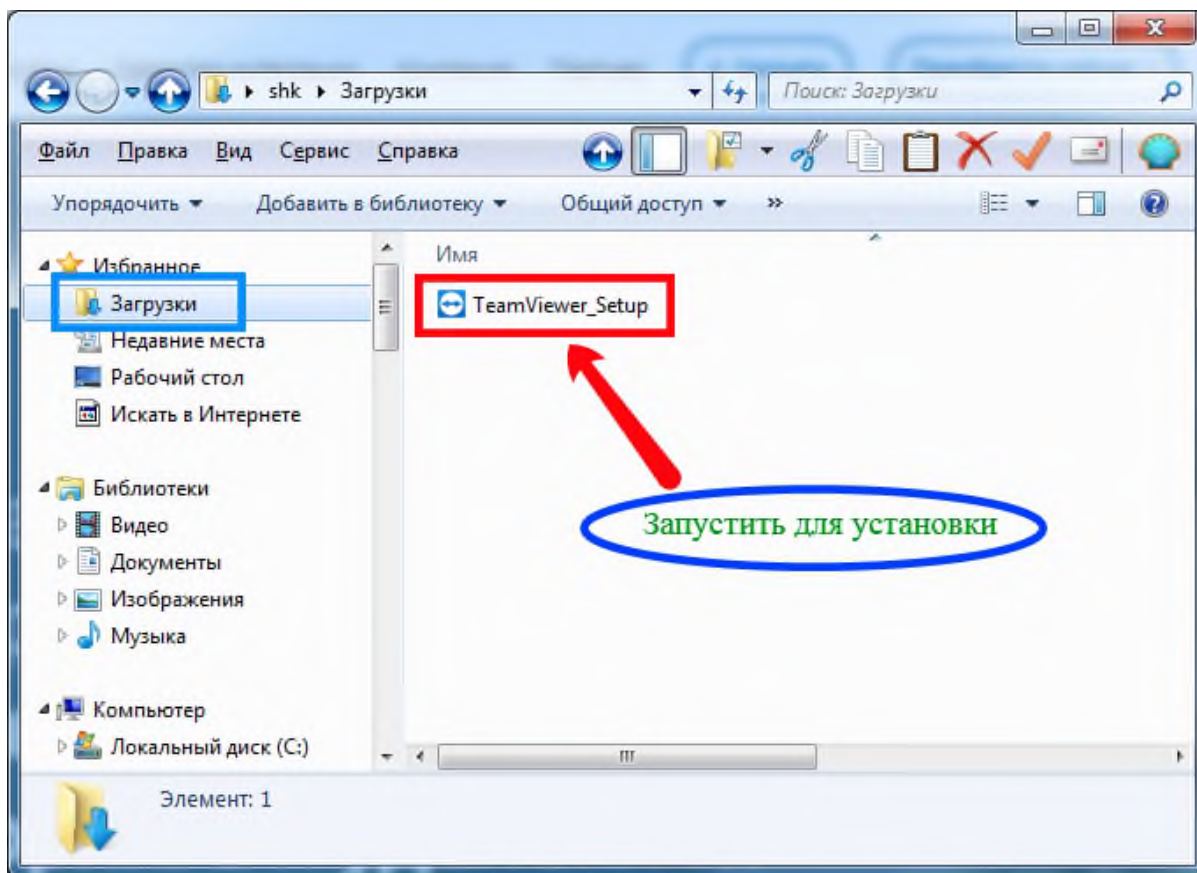 shk Загрузки
Поиск: Загрузки
Файл Правка Вид Сервис Справка
Упорядочить Добавить в библиотеку Общий доступ »
Избранное
Загрузки
Недавние места
Рабочий стол
Искать в Интернете
Библиотеки
Видео
Документы
Изображения
Музыка
Компьютер
Локальный диск (C:)
Имя
TeamViewer_Setup
Запустить для установки
Элемент: 1